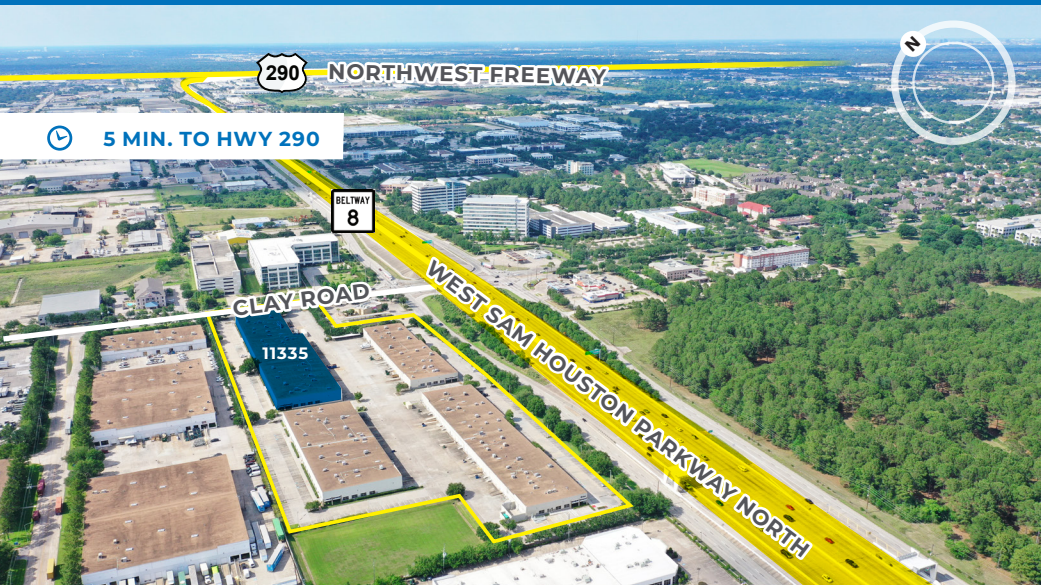 290
NORTHWEST FREEWAY
N
5 MIN. TO HWY 290
BELTWAY
8
WEST SAM HOUSTON PARKWAY NORTH
CLAY ROAD
11335